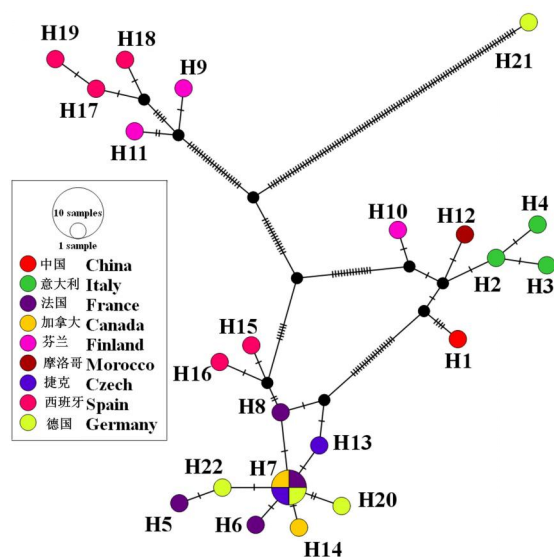 H19
H18
H9
H17
H11
H21
10 samples
1 sample
中国 China
意大利 Italy
法国 France
加拿大 Canada
芬兰 Finland
摩洛哥 Morocco
捷克 Czech
西班牙 Spain
德国 Germany
H10
H12
H4
H2
H3
H1
H15
H16
H8
H13
H7
H22
H20
H5
H6
H14